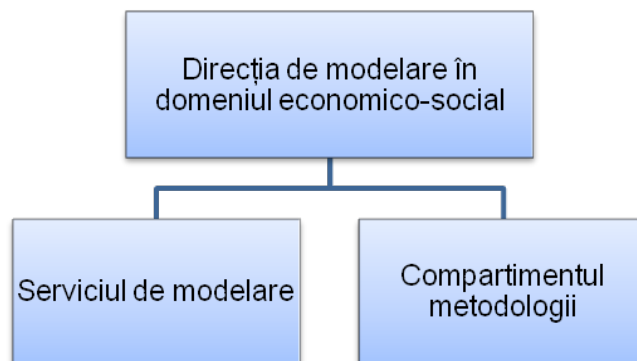 Direcția de modelare în
domeniul economico-social
Serviciul de modelare
Compartimentul
metodologii